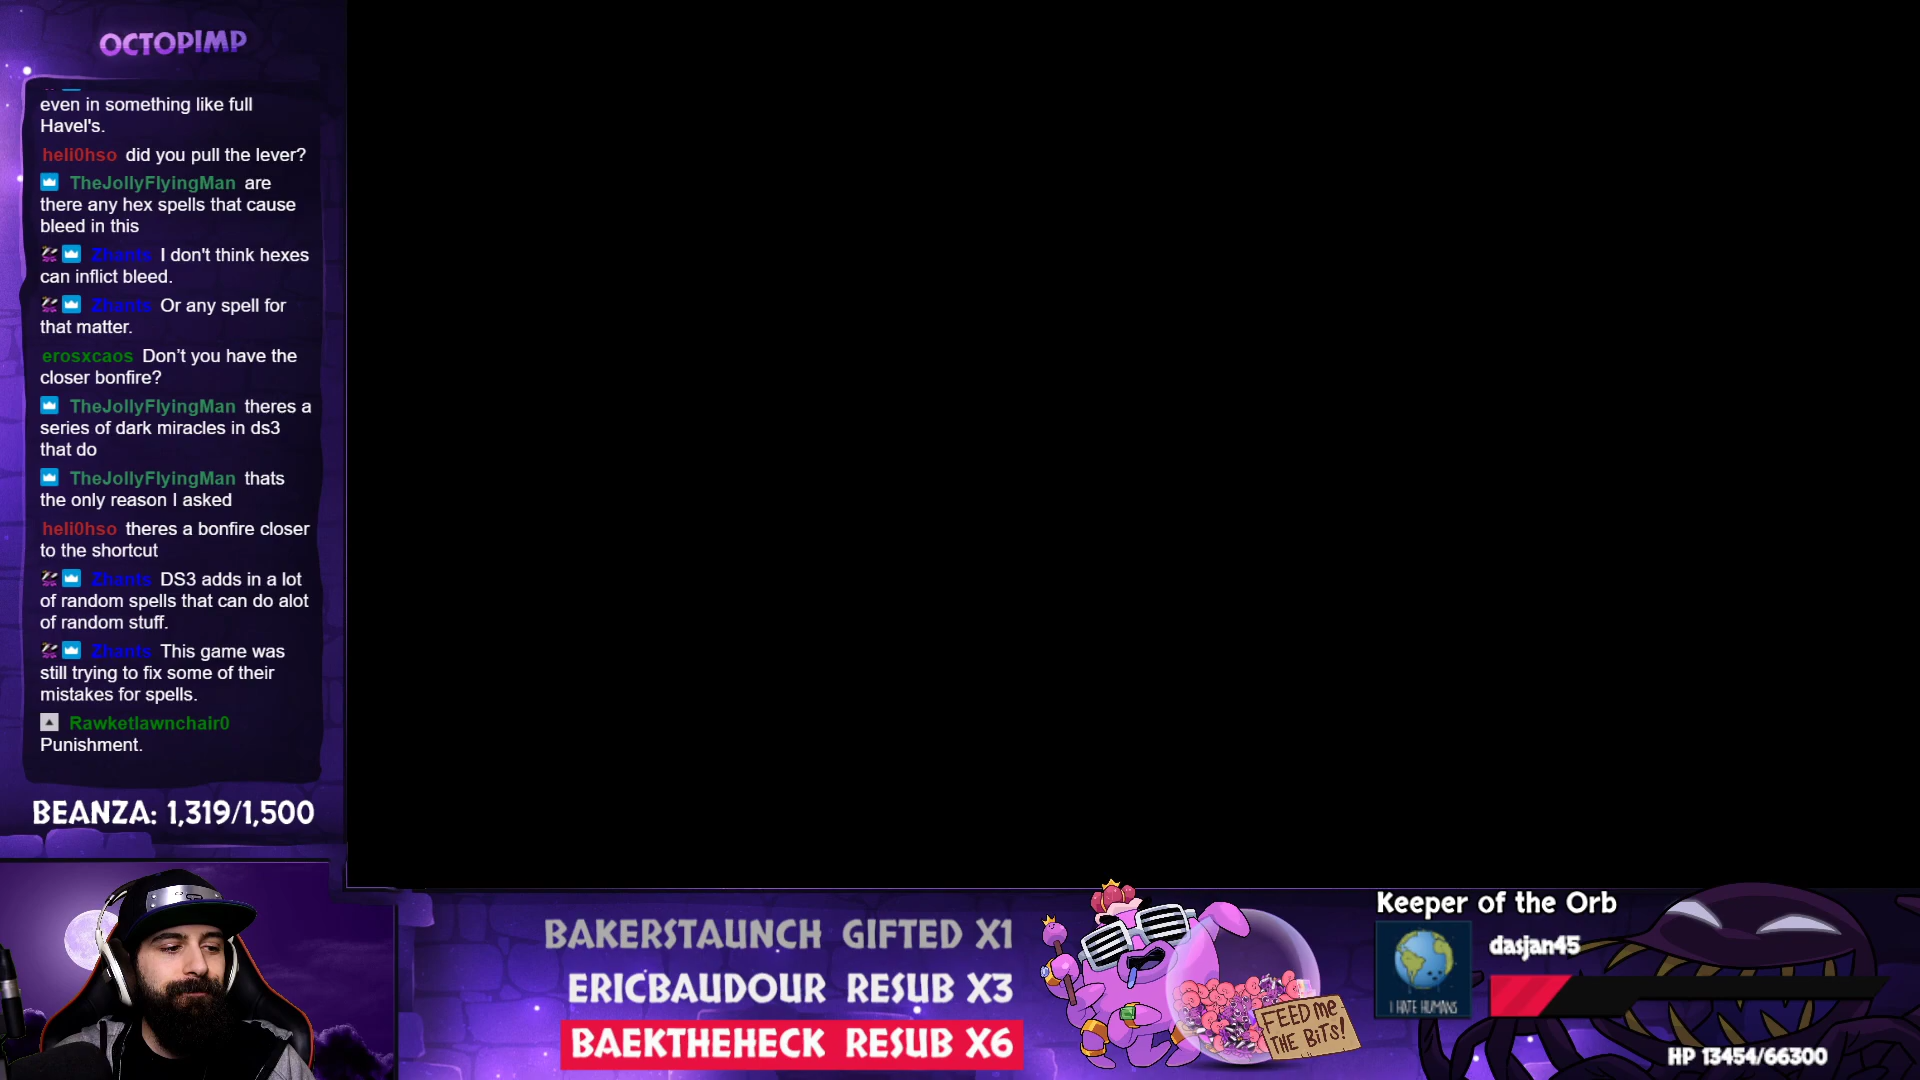 OCTOPIMP
even in something like full
Havel's.
heli0hso did you pull the lever?
TheJollyFlyingMan are
there any hex spells that cause
bleed in this
Zhants I don't think hexes
can inflict bleed.
Zhants Or any spell for
that matter.
erosxcaos Don't you have the
closer bonfire?
TheJollyFlyingMan theres a
series of dark miracles in ds3
that do
TheJollyFlyingMan thats
the only reason I asked
heli0hso theres a bonfire closer
to the shortcut
Zhants DS3 adds in a lot
of random spells that can do alot
of random stuff.
Zhants This game was
still trying to fix some of their
mistakes for spells.
Rawketlawnchair0
Punishment.
BEANZA: 1,319/1,500
BAKERSTAUNCH GIFTED X1
ERICBAUDOUR RESUB X3
BAEKTHEHECK RESUB X6
FEED ME
THE BITS!
Keeper of the Orb
dasjan45
I HATE HUMANS
HP 13454/66300